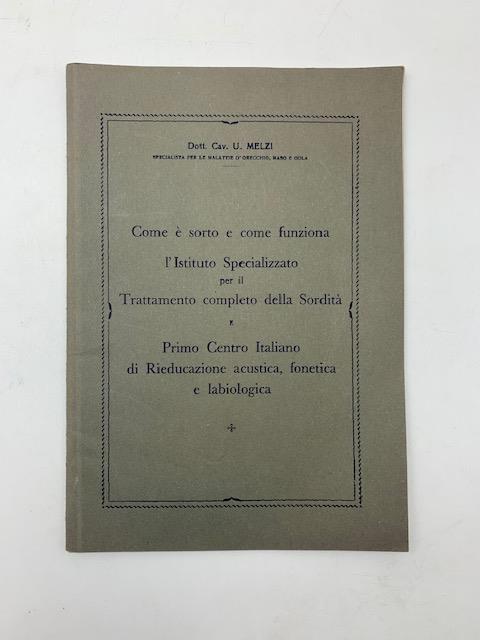 Dott. Cav. U. MELZI
SPECIALISTA PER LE MALATTIE D'ORECCHIO, NASO E GOLA
Come è sorto e come funziona
l'Istituto Specializzato
per il
Trattamento completo della Sordità
E
Primo Centro Italiano
di Rieducazione acustica, fonetica
e labiologica